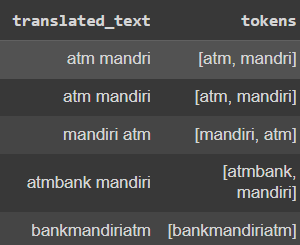 translated_text tokens
atm mandri [atm, mandri]
atm mandiri [atm, mandiri]
mandiri atm [mandiri, atm]
atmbank mandiri [atmbank, mandiri]
bankmandiriatm [bankmandiriatm]